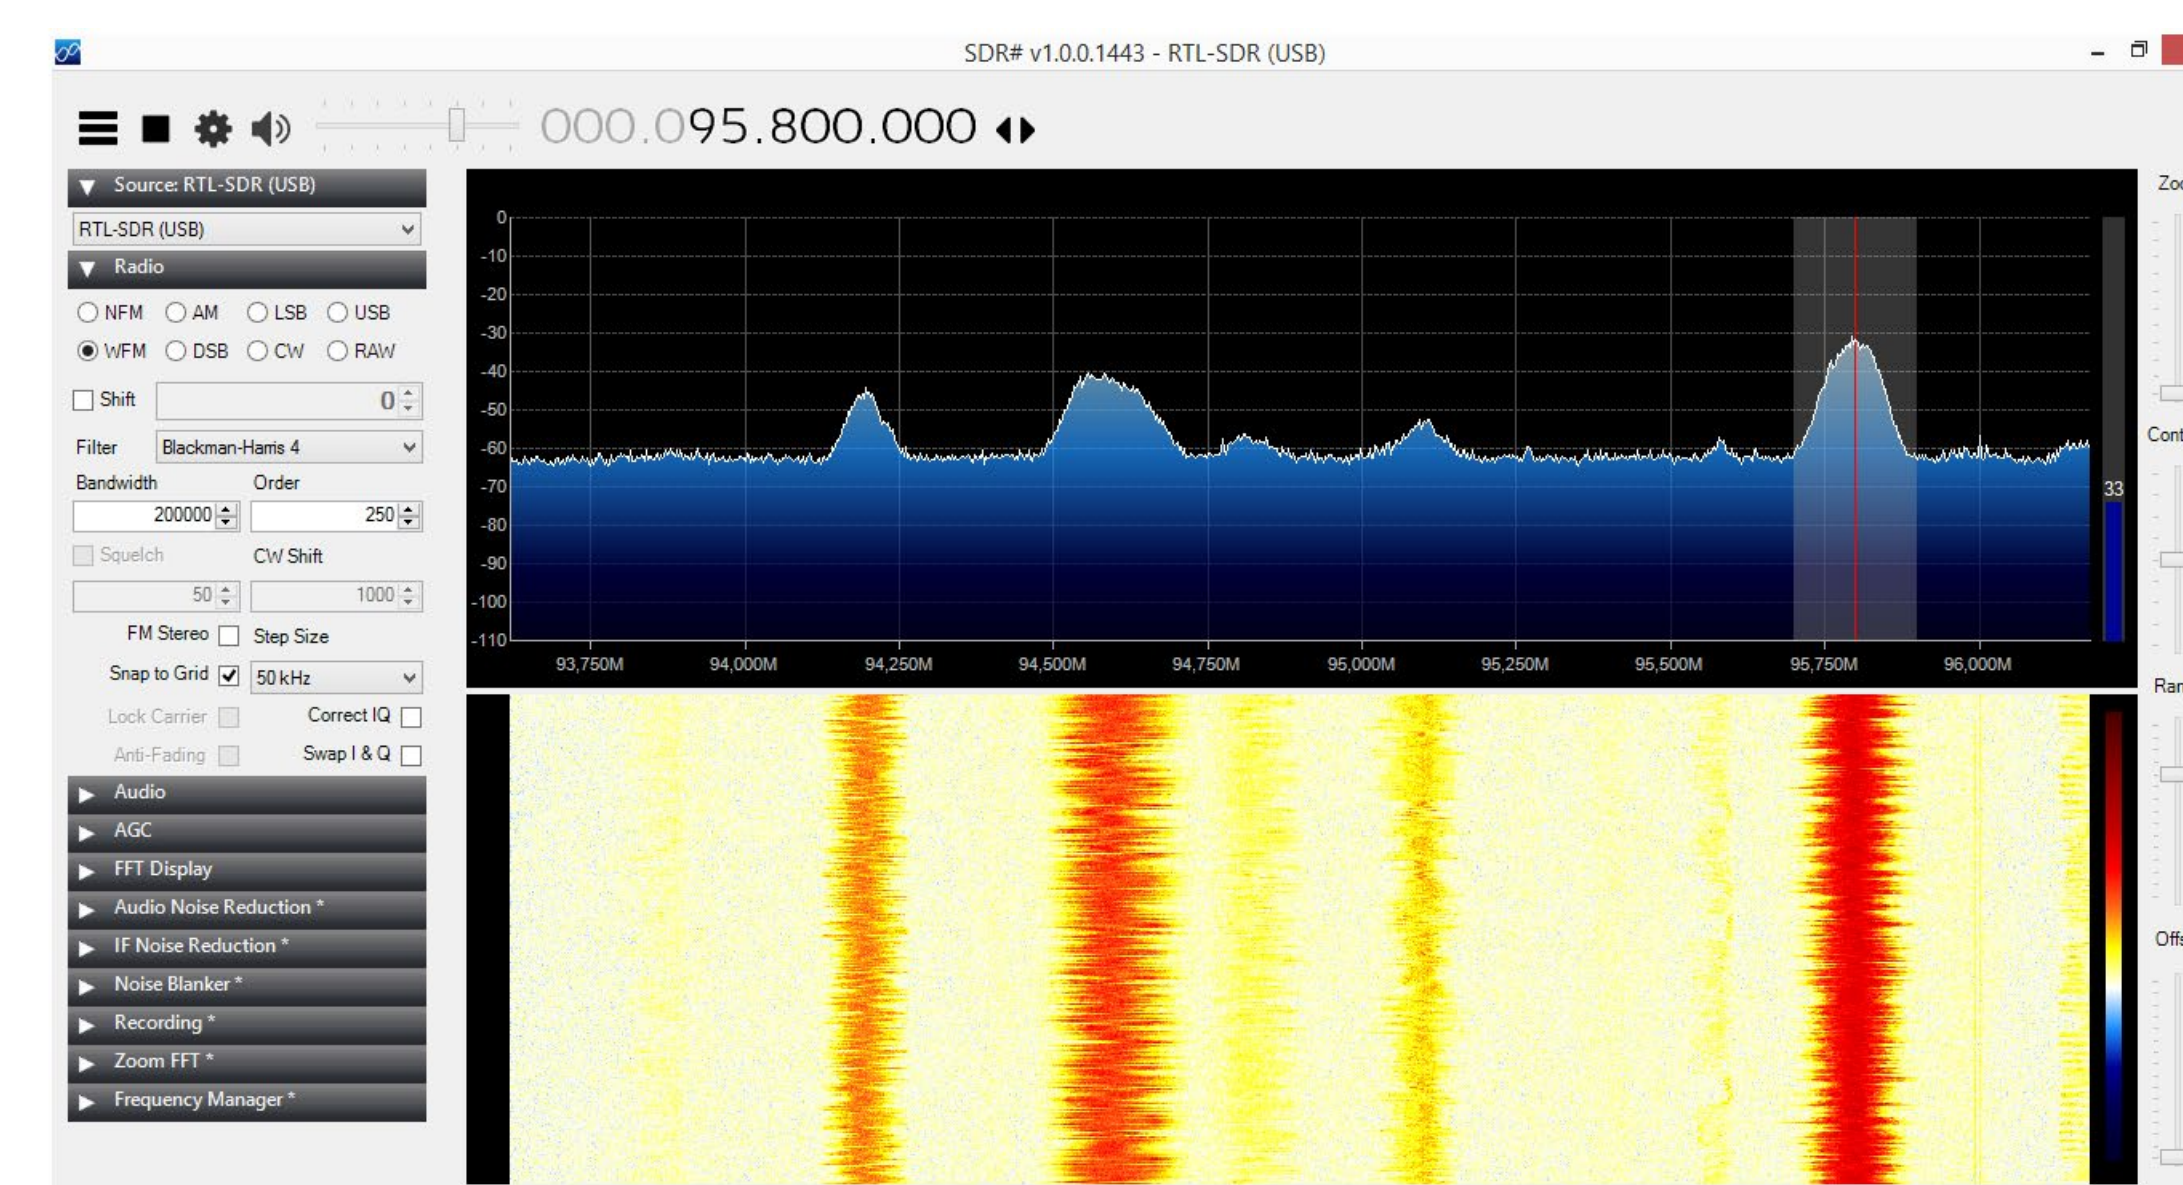 SDR# v1.0.0.1443 - RTL-SDR (USB)
000.095.800.000
Source: RTL-SDR (USB)
RTL-SDR (USB)
Radio
NFM AM LSB USB
WFM DSB CW RAW
Shift 0
Filter Blackman-Harris 4
Bandwidth Order
200000 250
Squelch CW Shift
50 1000
FM Stereo Step Size
Snap to Grid 50 kHz
Lock Carrier Correct IQ
Anti-Fading Swap I & Q
Audio
AGC
FFT Display
Audio Noise Reduction *
IF Noise Reduction *
Noise Blanker *
Recording *
Zoom FFT *
Frequency Manager *
0
-10
-20
-30
-40
-50
-60
-70
-80
-90
-100
-110
93,750M 94,000M 94,250M 94,500M 94,750M 95,000M 95,250M 95,500M 95,750M 96,000M
33
Zoo
Cont
Ran
Offs